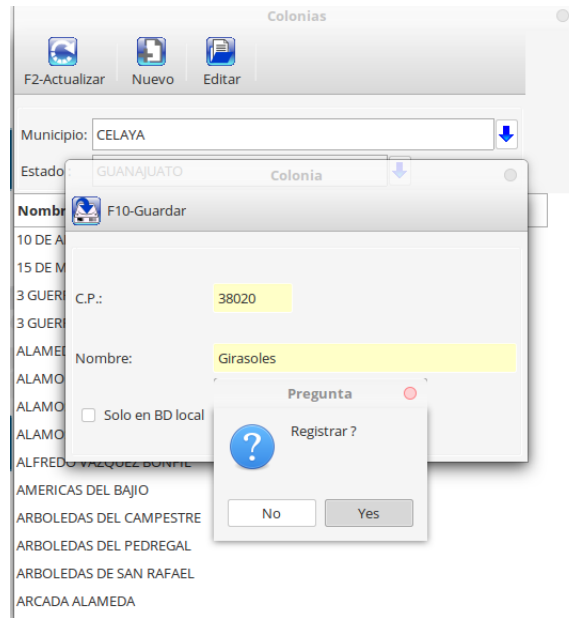 Colonias
F2-Actualizar Nuevo Editar
Municipio: CELAYA
Estado: GUANAJUATO
Colonia
F10-Guardar
Nombr
10 DE A
15 DE M
3 GUER
3 GUER
C.P.: 38020
ALAMED
Nombre: Girasoles
ALAMO
ALAMO
ALAMO
Solo en BD local
Pregunta
Registrar ?
No Yes
ALFREDO VAZQUEZ BONFIL
AMERICAS DEL BAJIO
ARBOLEDAS DEL CAMPESTRE
ARBOLEDAS DEL PEDREGAL
ARBOLEDAS DE SAN RAFAEL
ARCADA ALAMEDA